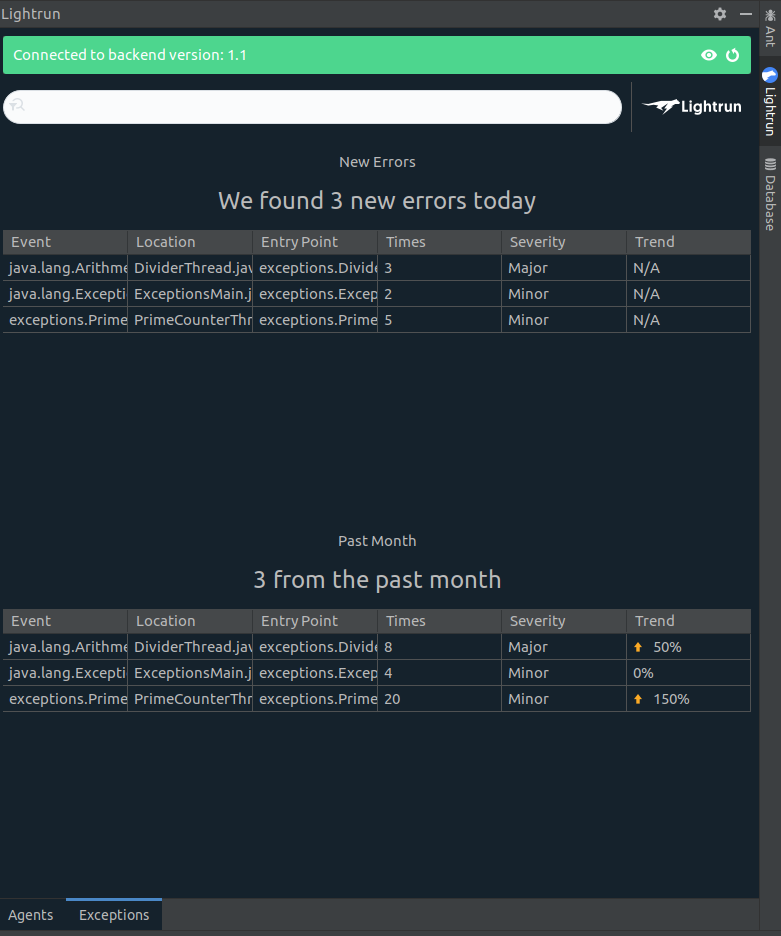 Lightrun
Connected to backend version: 1.1
Lightrun
New Errors
We found 3 new errors today
Event Location Entry Point Times Severity Trend
java.lang.Arithme DividerThread.jav exceptions.Divide 3 Major N/A
java.lang.Excepti ExceptionsMain.j exceptions.Excep 2 Minor N/A
exceptions.Prime PrimeCounterThr exceptions.Prime 5 Minor N/A
Past Month
3 from the past month
Event Location Entry Point Times Severity Trend
java.lang.Arithme DividerThread.jav exceptions.Divide 8 Major 50%
java.lang.Excepti ExceptionsMain.j exceptions.Excep 4 Minor 0%
exceptions.Prime PrimeCounterThr exceptions.Prime 20 Minor 150%
Agents Exceptions
Ant
Lightrun
Database